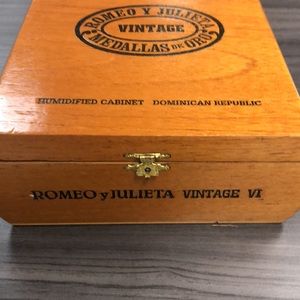 ROMEO Y JULIETA
VINTAGE
MEDALLAS DE ORO
HUMIDIFIED CABINET DOMINICAN REPUBLIC
ROMEO y JULIETA VINTAGE VI